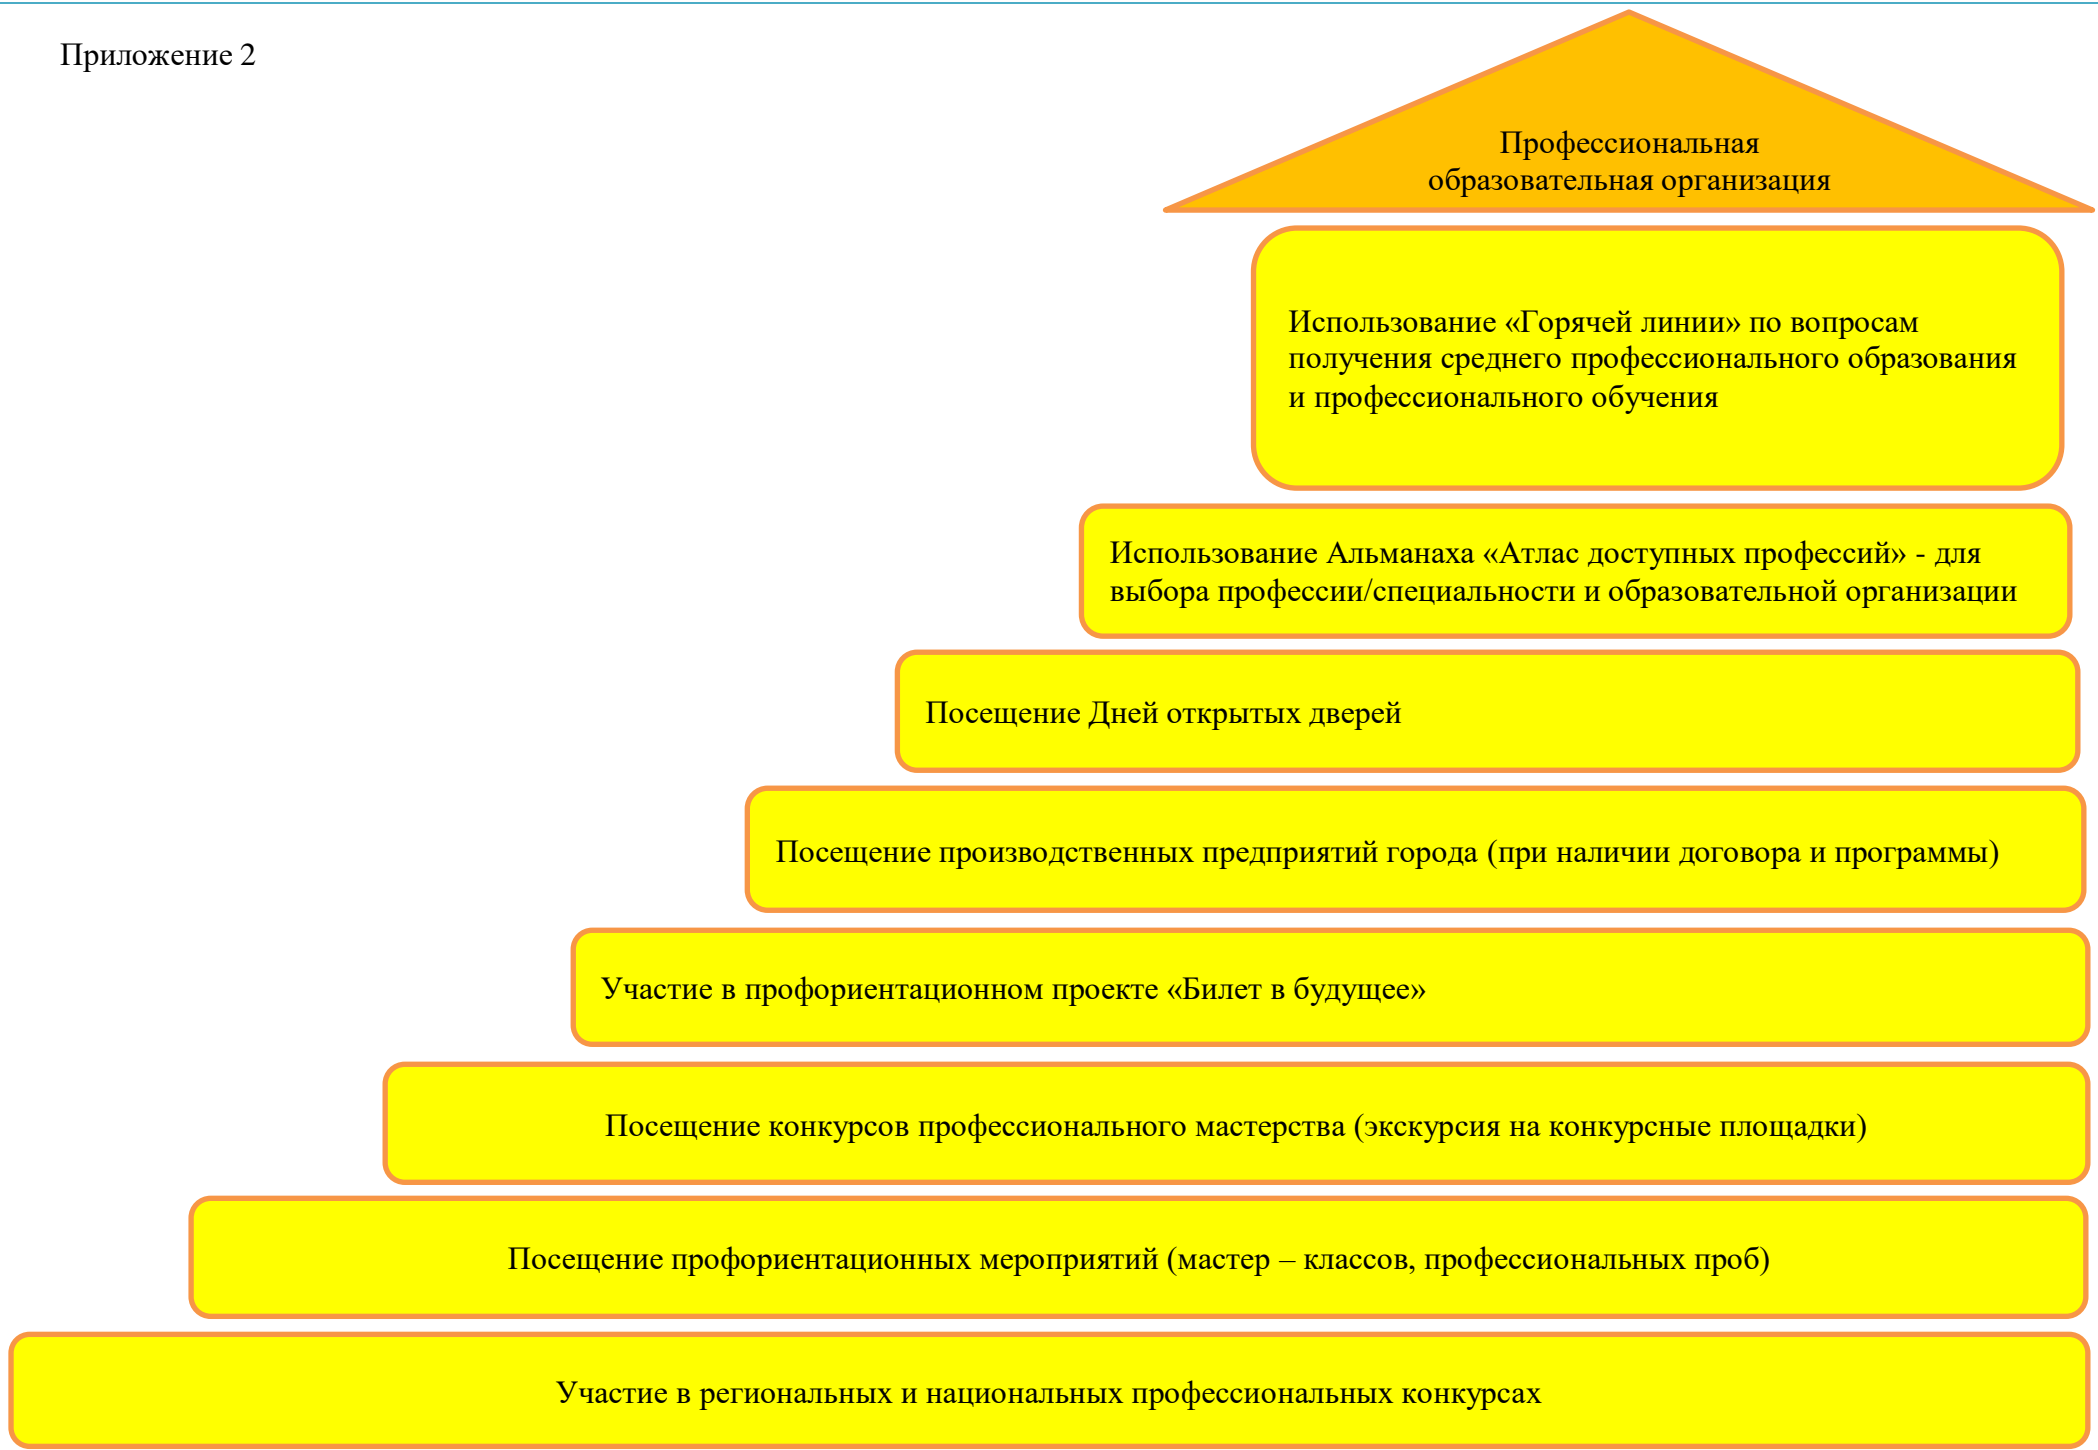 Приложение 2
Профессиональная
образовательная организация
Использование «Горячей линии» по вопросам
получения среднего профессионального образования
и профессионального обучения
Использование Альманаха «Атлас доступных профессий» - для
выбора профессии/специальности и образовательной организации
Посещение Дней открытых дверей
Посещение производственных предприятий города (при наличии договора и программы)
Участие в профориентационном проекте «Билет в будущее»
Посещение конкурсов профессионального мастерства (экскурсия на конкурсные площадки)
Посещение профориентационных мероприятий (мастер – классов, профессиональных проб)
Участие в региональных и национальных профессиональных конкурсах